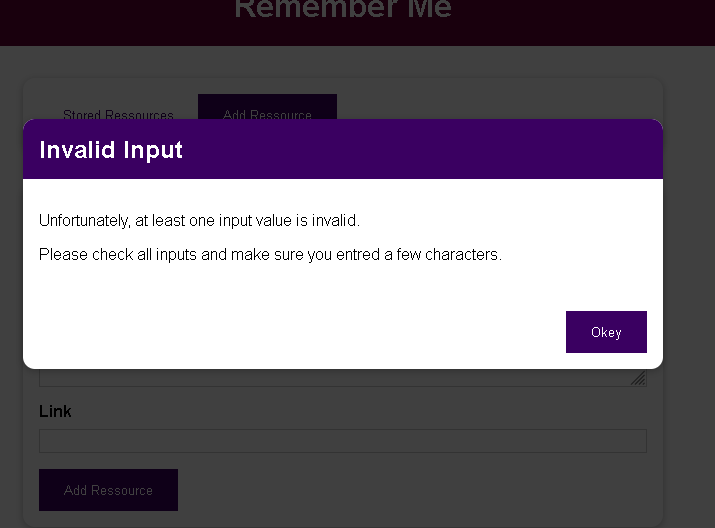 Remember Me
Stored Ressources
Add Ressource
Invalid Input
Unfortunately, at least one input value is invalid.
Please check all inputs and make sure you entred a few characters.
Okey
Link
Add Ressource